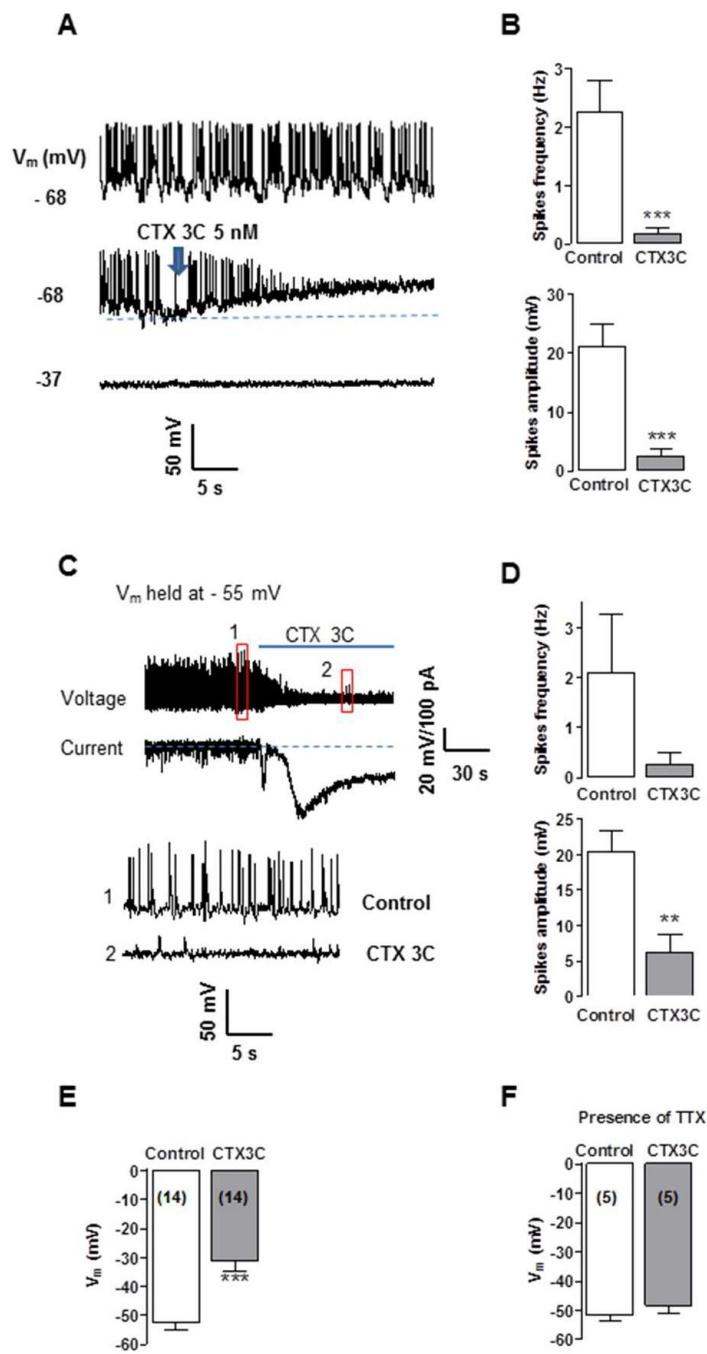 A
V_m (mV)
- 68
CTX 3C 5 nM
-68
-37
50 mV
5 s
B
Spikes frequency (Hz)
3
2
1
0
***
Control CTX3C
Spikes amplitude (mV)
30
20
10
0
***
Control CTX3C
C
V_m held at - 55 mV
1
CTX 3C
2
Voltage
Current
20 mV/100 pA
30 s
1
Control
2
CTX 3C
50 mV
5 s
D
Spikes frequency (Hz)
3
2
1
0
Control CTX3C
Spikes amplitude (mV)
25
20
15
10
5
0
**
Control CTX3C
E
Control CTX3C
V_m (mV)
0
-10
-20
-30
-40
-50
-60
(14) (14)
***
F
Presence of TTX
Control CTX3C
V_m (mV)
0
-10
-20
-30
-40
-50
-60
(5) (5)